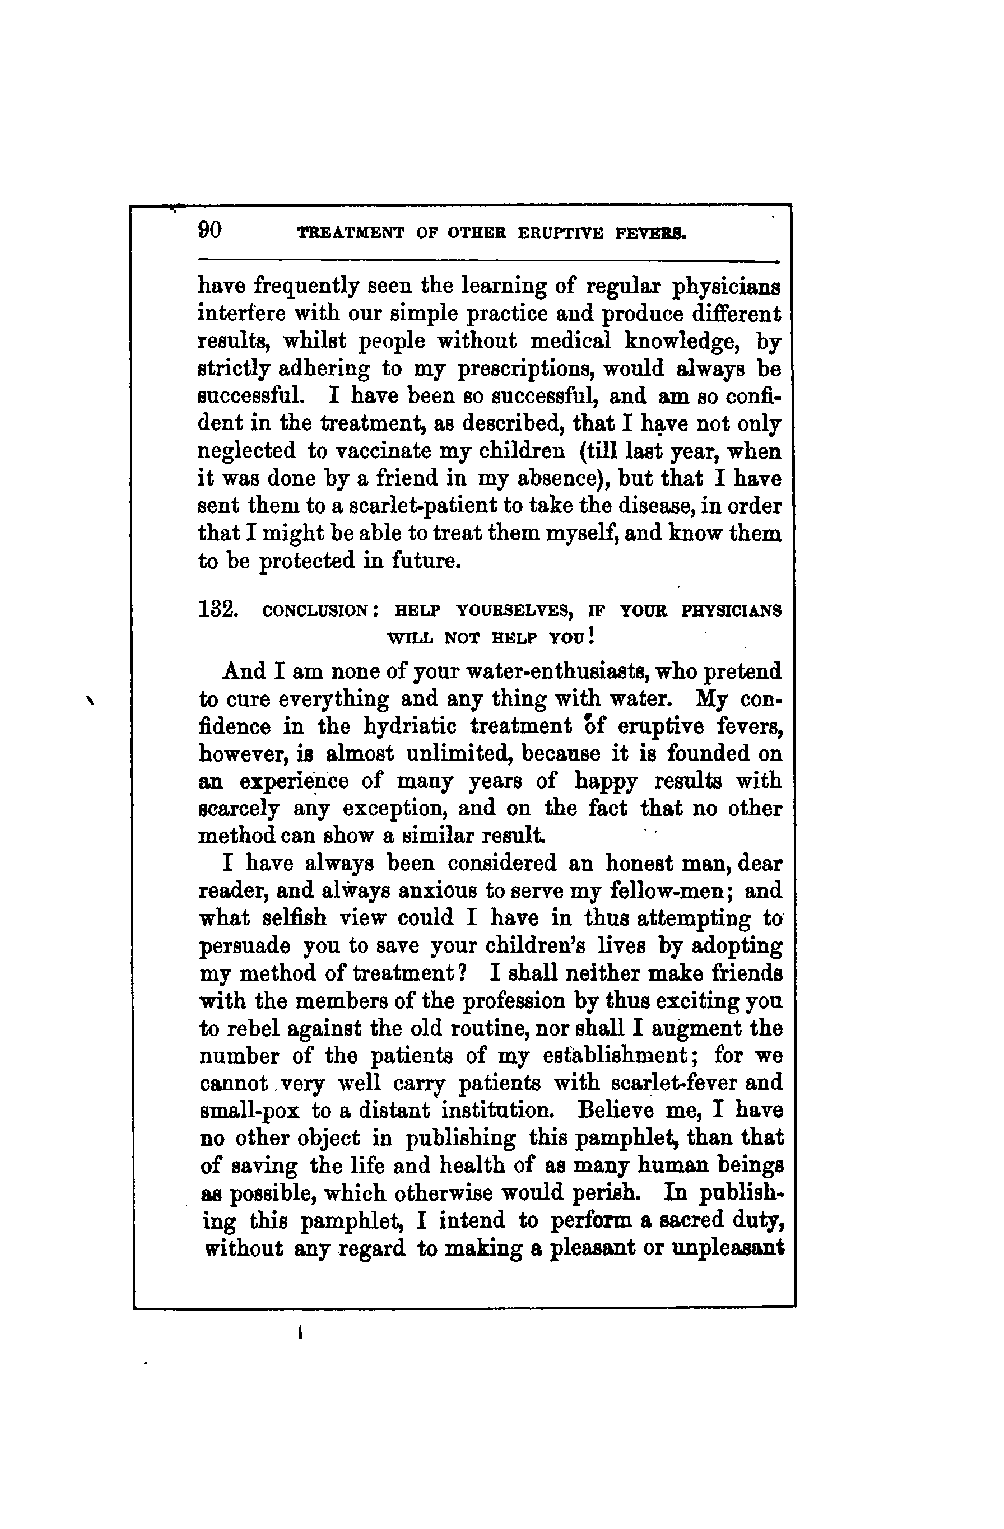 90 TREATMENT OF OTHER ERUPTIVE FEVERS.
have frequently seen the learning of regular physicians
interfere with our simple practice and produce different
results, whilst people without medical knowledge, by
strictly adhering to my prescriptions, would always be
successful. I have been so successful, and am so confi-
dent in the treatment, as described, that I have not only
neglected to vaccinate my children (till last year, when
it was done by a friend in my absence), but that I have
sent them to a scarlet-patient to take the disease, in order
that I might be able to treat them myself, and know them
to be protected in future.
132. CONCLUSION: HELP YOURSELVES, IF YOUR PHYSICIANS
WILL NOT HELP YOU!
And I am none of your water-enthusiasts, who pretend
to cure everything and any thing with water. My con-
fidence in the hydriatic treatment of eruptive fevers,
however, is almost unlimited, because it is founded on
an experience of many years of happy results with
scarcely any exception, and on the fact that no other
method can show a similar result.
I have always been considered an honest man, dear
reader, and always anxious to serve my fellow-men; and
what selfish view could I have in thus attempting to
persuade you to save your children's lives by adopting
my method of treatment? I shall neither make friends
with the members of the profession by thus exciting you
to rebel against the old routine, nor shall I augment the
number of the patients of my establishment; for we
cannot very well carry patients with scarlet-fever and
small-pox to a distant institution. Believe me, I have
no other object in publishing this pamphlet, than that
of saving the life and health of as many human beings
as possible, which otherwise would perish. In publish-
ing this pamphlet, I intend to perform a sacred duty,
without any regard to making a pleasant or unpleasant